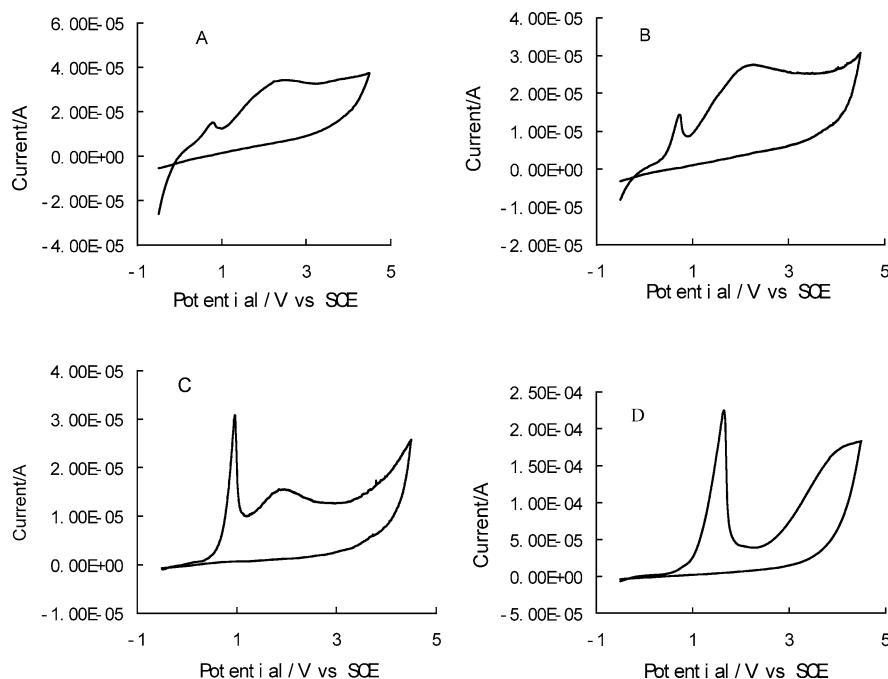 A
6.00E-05
4.00E-05
2.00E-05
0.00E+00
-2.00E-05
-4.00E-05
Current/A
-1 1 3 5
Potential/V vs SCE
B
4.00E-05
3.00E-05
2.00E-05
1.00E-05
0.00E+00
-1.00E-05
-2.00E-05
Current/A
-1 1 3 5
Potential/V vs SCE
C
4.00E-05
3.00E-05
2.00E-05
1.00E-05
0.00E+00
-1.00E-05
Current/A
-1 1 3 5
Potential/V vs SCE
D
2.50E-04
2.00E-04
1.50E-04
1.00E-04
5.00E-05
0.00E+00
-5.00E-05
Current/A
-1 1 3 5
Potential/V vs SCE